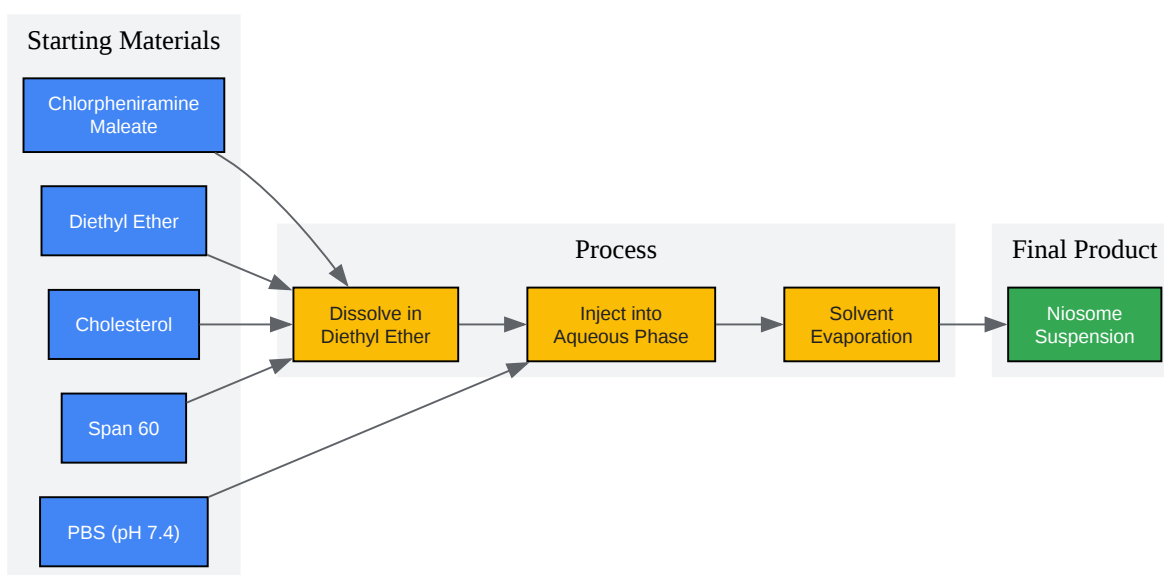 Starting Materials
Chlorpheniramine
Maleate
Diethyl Ether
Cholesterol
Span 60
PBS (pH 7.4)
Process
Dissolve in
Diethyl Ether
Inject into
Aqueous Phase
Solvent
Evaporation
Final Product
Niosome
Suspension